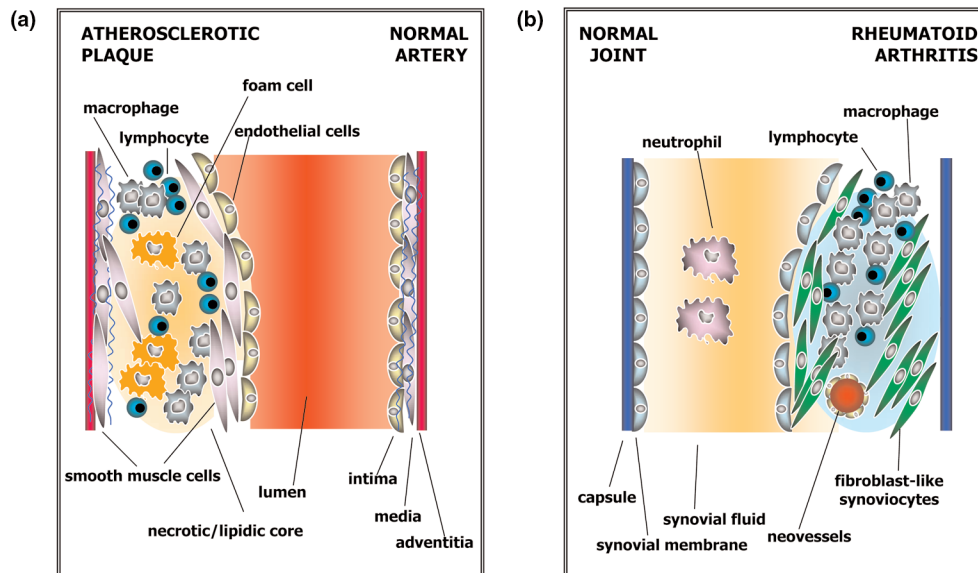 (a)
ATHEROSCLEROTIC
PLAQUE
NORMAL
ARTERY
foam cell
macrophage
lymphocyte
endothelial cells
smooth muscle cells
lumen
intima
necrotic/lipidic core
media
adventitia
(b)
NORMAL
JOINT
RHEUMATOID
ARTHRITIS
macrophage
lymphocyte
neutrophil
capsule
synovial fluid
synovial membrane
neovessels
fibroblast-like
synoviocytes